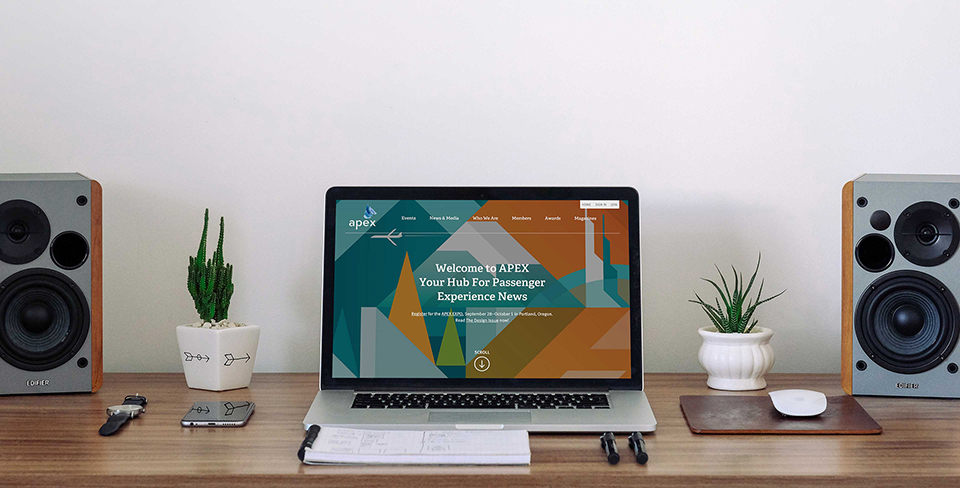 HOME SIGN IN JOIN
apex
Events News & Media Who We Are Members Awards Magazines
Welcome to APEX
Your Hub For Passenger
Experience News
Register for the APEX EXPO, September 28–October 1 in Portland, Oregon.
Read The Design Issue now!
SCROLL
EDIFIER
EDIFIER